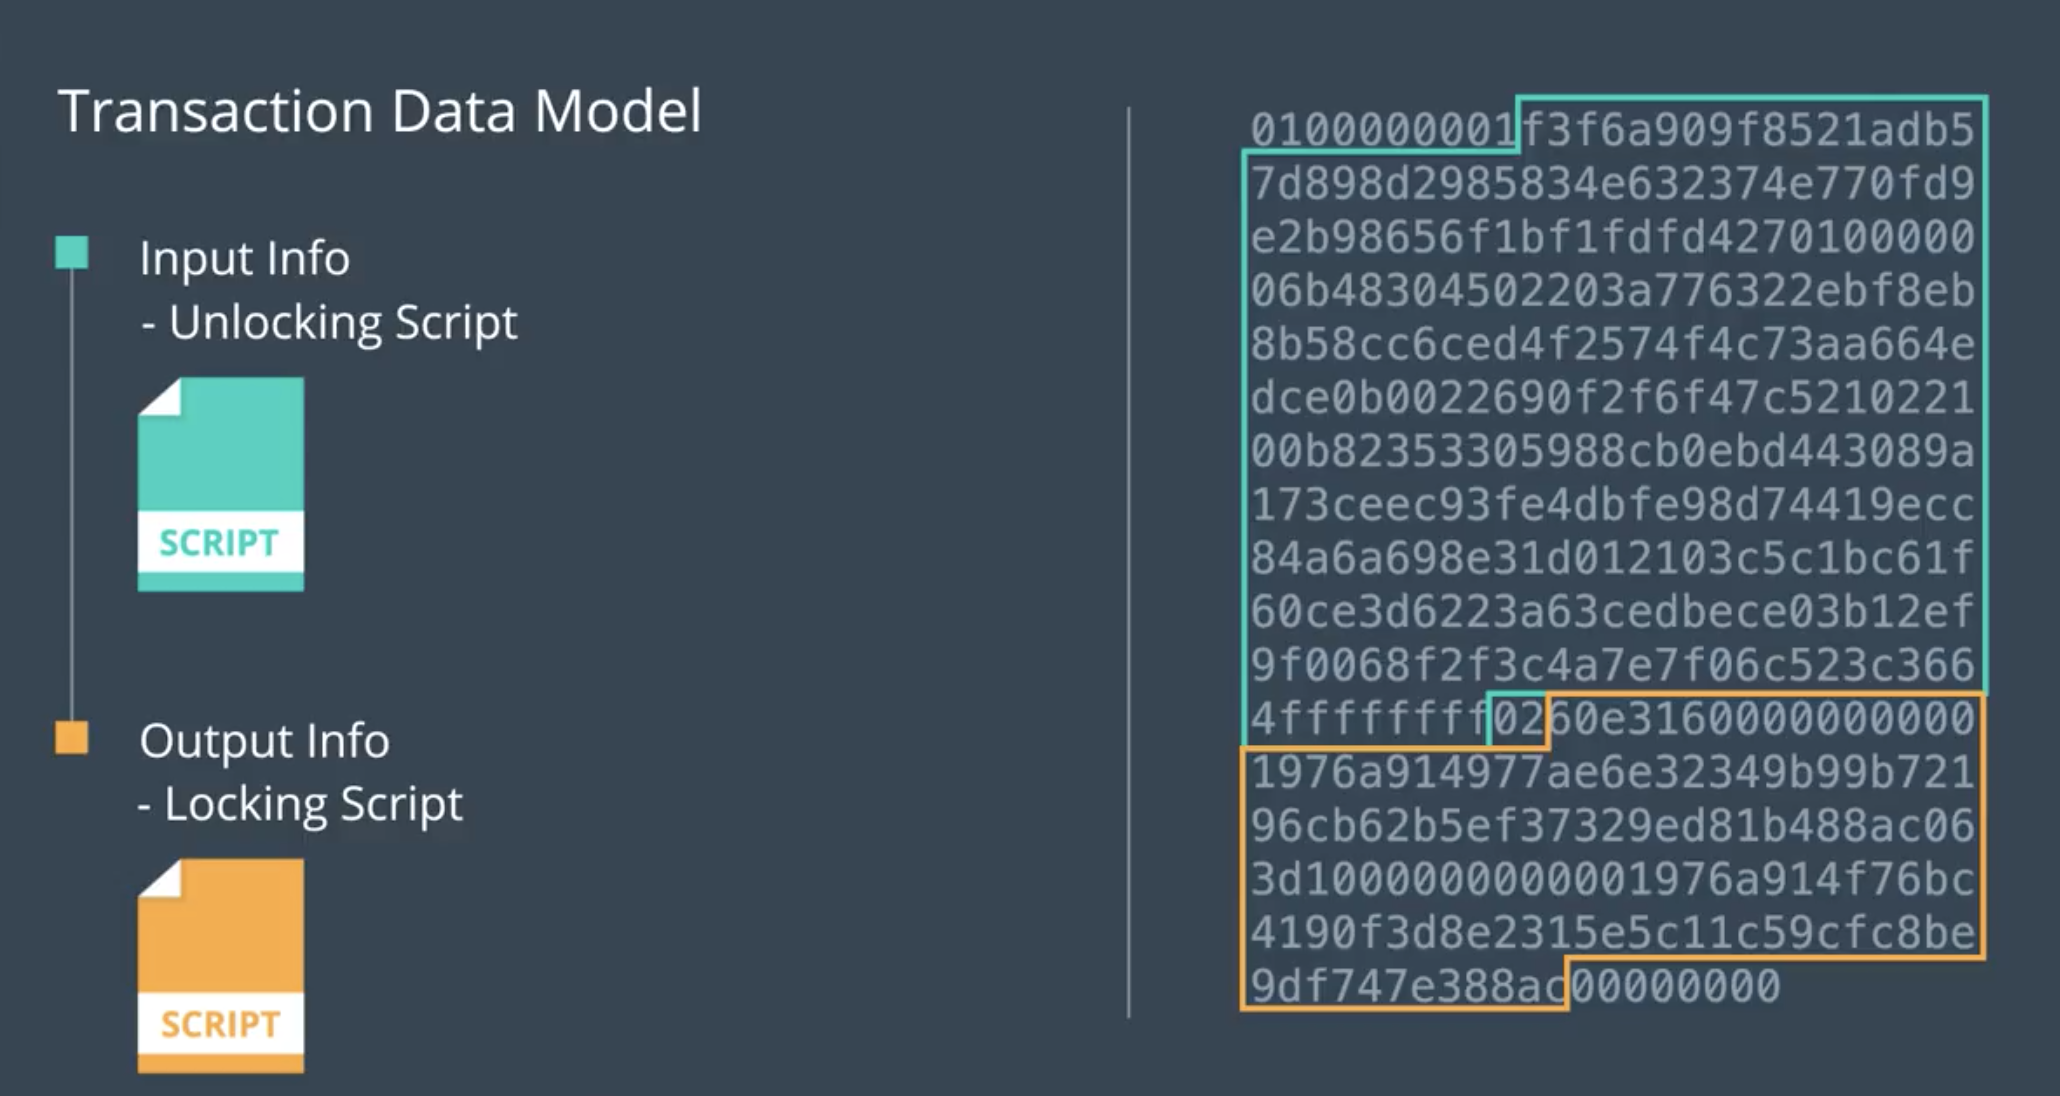 Transaction Data Model
Input Info
- Unlocking Script
SCRIPT
Output Info
- Locking Script
SCRIPT
0100000001f3f6a909f8521adb5
7d898d2985834e632374e770fd9
e2b98656f1bf1fdfd4270100000
06b48304502203a776322ebf8eb
8b58cc6ced4f2574f4c73aa664e
dce0b0022690f2f6f47c5210221
00b82353305988cb0ebd443089a
173ceec93fe4dbfe98d74419ecc
84a6a698e31d012103c5c1bc61f
60ce3d6223a63cedbece03b12ef
9f0068f2f3c4a7e7f06c523c366
4ffffffff0260e3160000000000
1976a914977ae6e32349b99b721
96cb62b5ef37329ed81b488ac06
3d1000000000001976a914f76bc
4190f3d8e2315e5c11c59cfc8be
9df747e388ac00000000